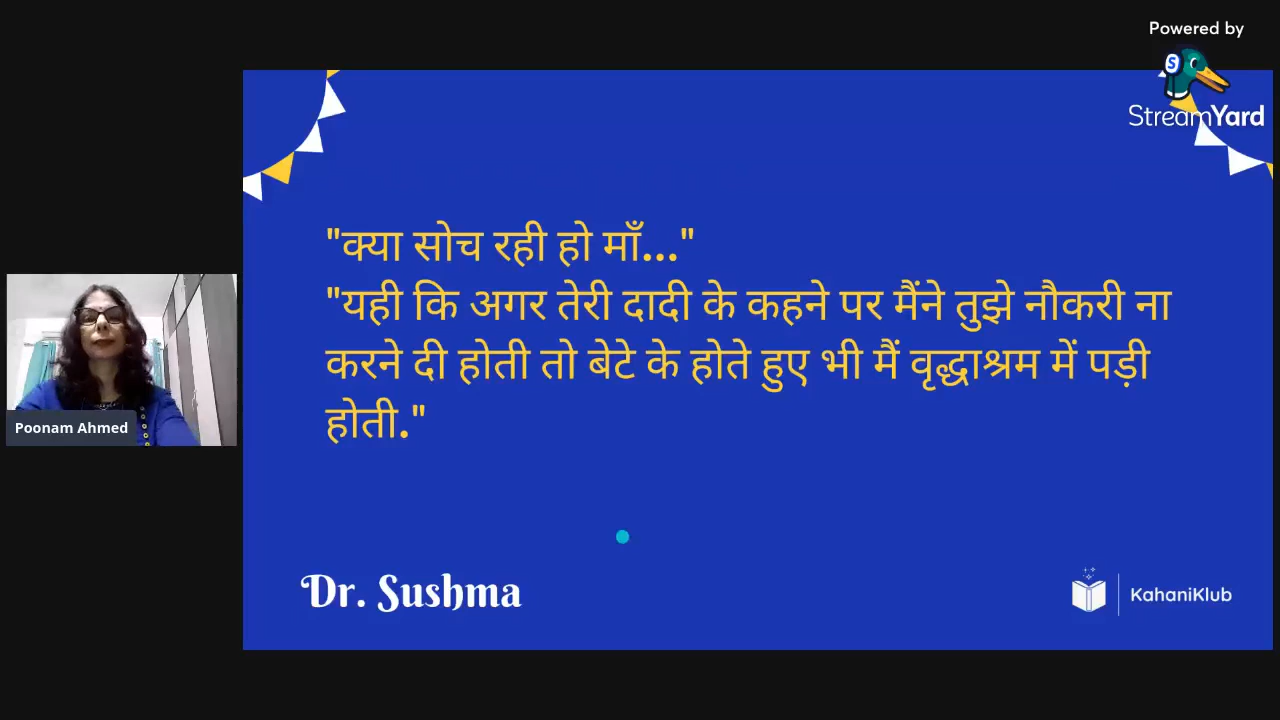 Powered by
StreamYard
"क्या सोच रही हो माँ..."
"यही कि अगर तेरी दादी के कहने पर मैंने तुझे नौकरी ना
करने दी होती तो बेटे के होते हुए भी मैं वृद्धाश्रम में पड़ी
होती."
Poonam Ahmed
Dr. Sushma
KahaniKlub